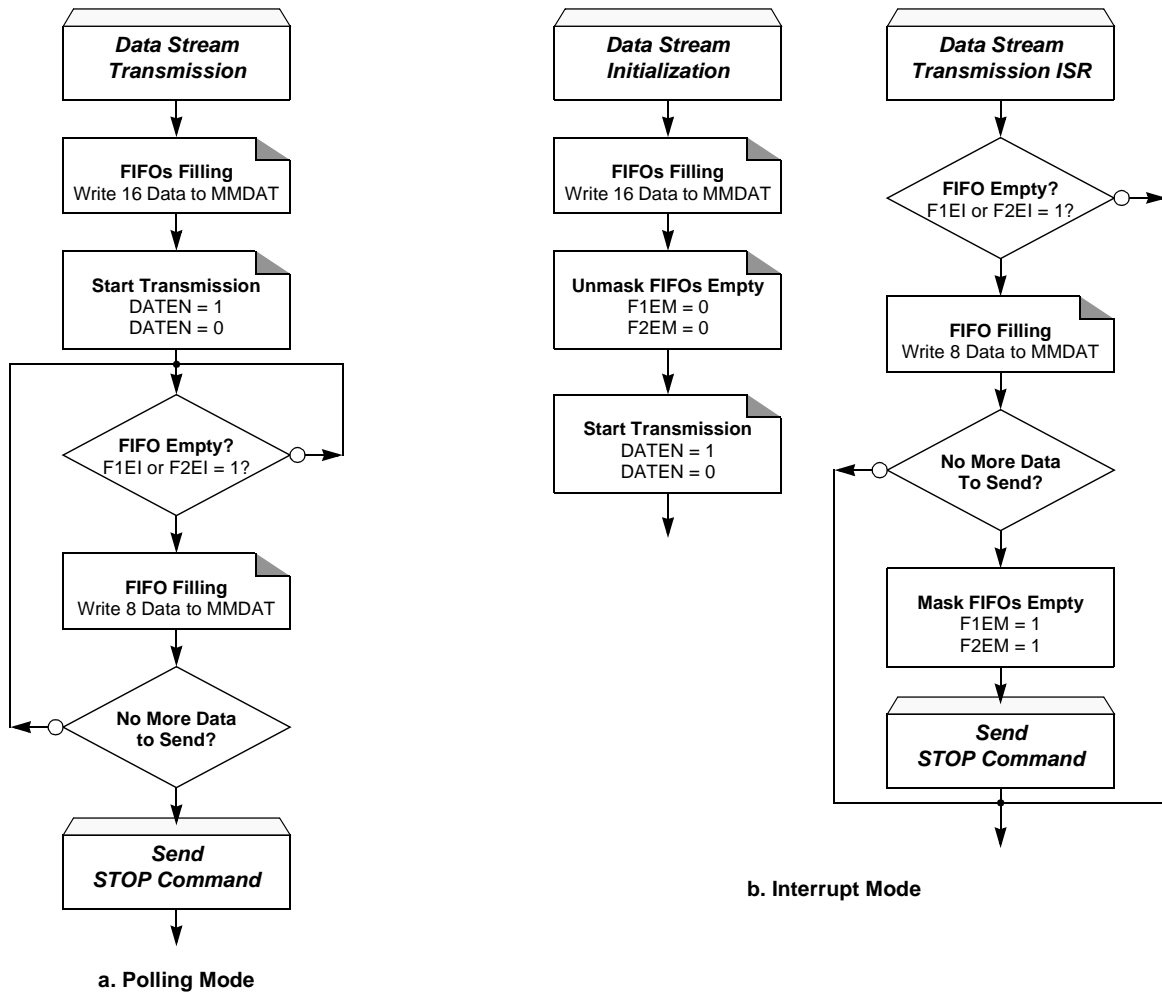 Data Stream
Transmission
FIFOs Filling
Write 16 Data to MMDAT
Start Transmission
DATEN = 1
DATEN = 0
FIFO Empty?
F1EI or F2EI = 1?
FIFO Filling
Write 8 Data to MMDAT
No More Data
to Send?
Send
STOP Command
a. Polling Mode
Data Stream
Initialization
FIFOs Filling
Write 16 Data to MMDAT
Unmask FIFOs Empty
F1EM = 0
F2EM = 0
Start Transmission
DATEN = 1
DATEN = 0
Data Stream
Transmission ISR
FIFO Empty?
F1EI or F2EI = 1?
FIFO Filling
Write 8 Data to MMDAT
No More Data
To Send?
Mask FIFOs Empty
F1EM = 1
F2EM = 1
Send
STOP Command
b. Interrupt Mode